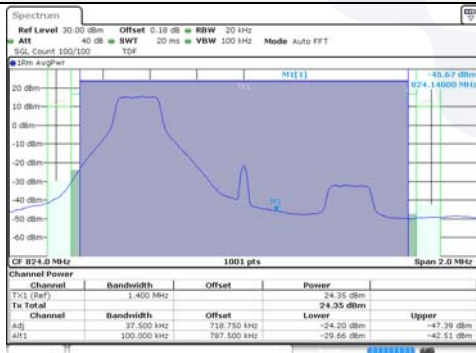 Spectrum
Ref Level 30.00 dBm Offset 0.18 dB RBW 20 kHz
Att 40 dB SWT 20 ms VBW 100 kHz Mode Auto FFT
SGL Count 100/100 TDF
1Rm AvgPwr
M1[1] -45.67 dBm
824.14000 MHz
TX1
20 dBm
10 dBm
0 dBm
-10 dBm
-20 dBm
-30 dBm
-40 dBm
-50 dBm
-60 dBm
M1
CF 824.0 MHz 1001 pts Span 2.0 MHz
Channel Power
Channel Bandwidth Offset Power
TX1 (Ref) 1.400 MHz 24.35 dBm
Tx Total 24.35 dBm
Channel Bandwidth Offset Lower Upper
Adj 37.500 kHz 718.750 kHz -24.20 dBm -47.39 dBm
Alt1 100.000 kHz 787.500 kHz -29.66 dBm -42.51 dBm